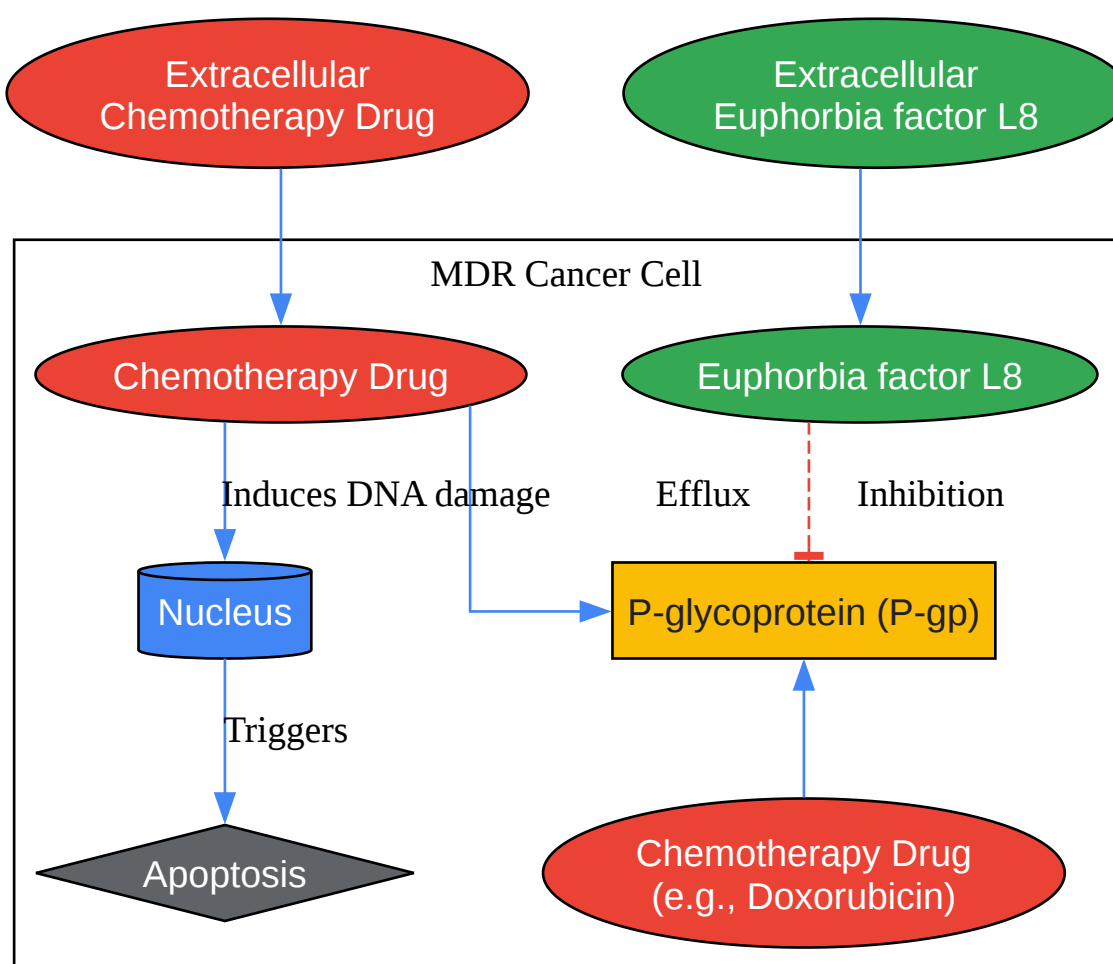 Extracellular
Chemotherapy Drug
Extracellular
Euphorbia factor L8
MDR Cancer Cell
Chemotherapy Drug
Euphorbia factor L8
Induces DNA damage
Efflux
Inhibition
Nucleus
P-glycoprotein (P-gp)
Triggers
Apoptosis
Chemotherapy Drug
(e.g., Doxorubicin)